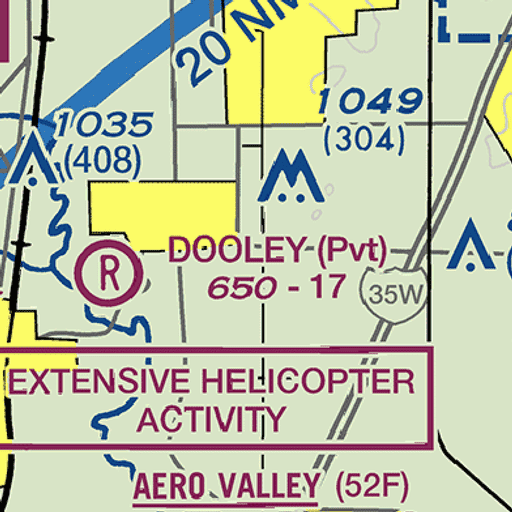 20 NM
1049
(304)
1035
(408)
DOOLEY (Pvt)
650 - 17
R
35W
EXTENSIVE HELICOPTER
ACTIVITY
AERO VALLEY (52F)